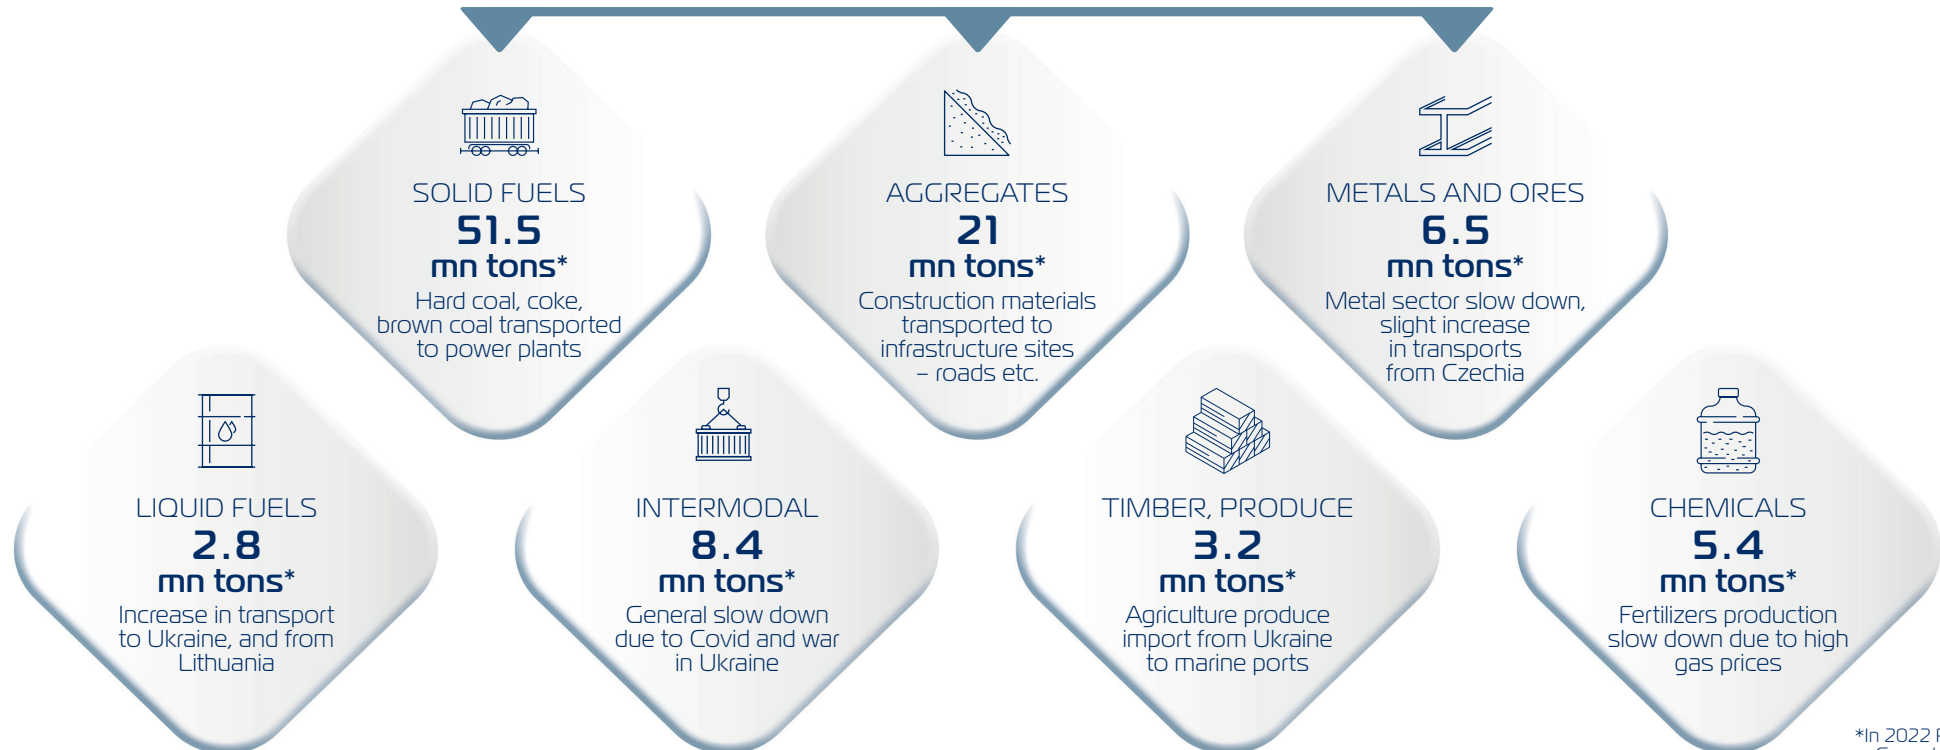 SOLID FUELS
51.5
mn tons*
Hard coal, coke,
brown coal transported
to power plants
AGGREGATES
21
mn tons*
Construction materials
transported to
infrastructure sites
– roads etc.
METALS AND ORES
6.5
mn tons*
Metal sector slow down,
slight increase
in transports
from Czechia
LIQUID FUELS
2.8
mn tons*
Increase in transport
to Ukraine, and from
Lithuania
INTERMODAL
8.4
mn tons*
General slow down
due to Covid and war
in Ukraine
TIMBER, PRODUCE
3.2
mn tons*
Agriculture produce
import from Ukraine
to marine ports
CHEMICALS
5.4
mn tons*
Fertilizers production
slow down due to high
gas prices
*In 2022